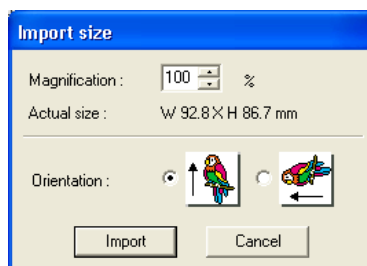 Import size
Magnification : 100 %
Actual size : W 92.8 X H 86.7 mm
Orientation :
Import Cancel